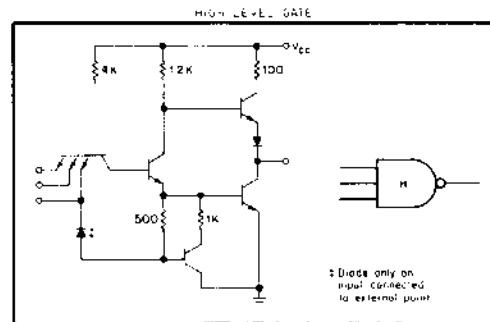 HIGH LEVEL GATE
VCC
4K
12K
100
500
1K
‡
H
‡ Diode only on
input connected
to external point